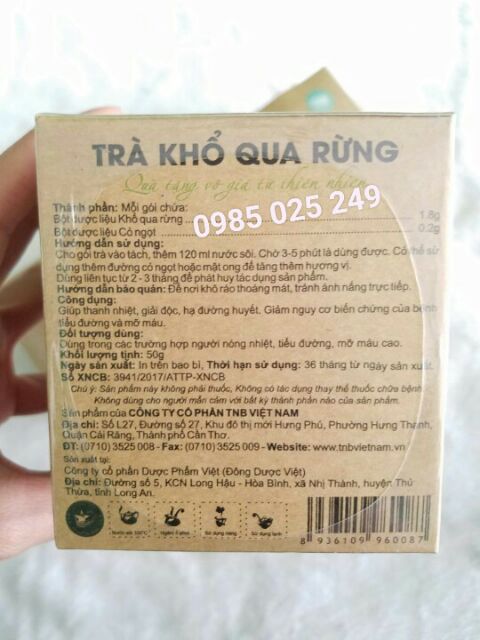 TRÀ KHỔ QUA RỪNG
Quà tặng vô giá từ thiên nhiên
0985 025 249
Thành phần: Mỗi gói chứa:
Bột dược liệu Khổ qua rừng 1.8g
Bột dược liệu Cỏ ngọt 0.2g
Hướng dẫn sử dụng:
Cho gói trà vào tách, thêm 120 ml nước sôi. Chờ 3-5 phút là dùng được. Có thể sử
dụng thêm đường cỏ ngọt hoặc mật ong để tăng thêm hương vị.
Dùng liên tục từ 2 - 3 tháng để phát huy tác dụng sản phẩm.
Hướng dẫn bảo quản: Để nơi khô ráo thoáng mát, tránh ánh nắng trực tiếp.
Công dụng:
Giúp thanh nhiệt, giải độc, hạ đường huyết. Giảm nguy cơ biến chứng của bệnh
tiểu đường và mỡ máu.
Đối tượng dùng:
Dùng trong các trường hợp người nóng nhiệt, tiểu đường, mỡ máu cao.
Khối lượng tịnh: 50g
Ngày sản xuất: In trên bao bì, Thời hạn sử dụng: 36 tháng từ ngày sản xuất.
Số XNCB: 3941/2017/ATTP-XNCB
Chú ý: Sản phẩm này không phải thuốc, Không có tác dụng thay thế thuốc chữa bệnh.
Không dùng cho người mẫn cảm với bất kỳ thành phần nào của sản phẩm.
Sản phẩm của CÔNG TY CỔ PHẦN TNB VIỆT NAM
Địa chỉ: Số L27, Đường số 27, Khu đô thị mới Hưng Phú, Phường Hưng Thạnh,
Quận Cái Răng, Thành phố Cần Thơ.
ĐT: (0710) 3525 008 - Fax: (0710) 3525 009 - Website: www.tnbvietnam.vn
Sản xuất tại:
Công ty cổ phần Dược Phẩm Việt (Đông Dược Việt)
Địa chỉ: Đường số 5, KCN Long Hậu - Hòa Bình, xã Nhị Thành, huyện Thủ
Thừa, tỉnh Long An.
Nước sôi 100°C
Sử dụng nóng
Sử dụng lạnh
8 936109 960087